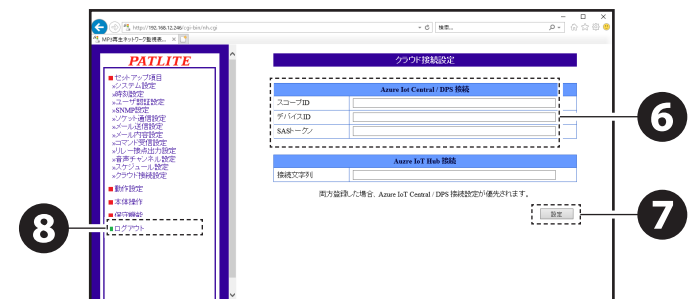 http://192.168.12.246/cgi-bin/nh.cgi
検索...
MP3再生ネットワーク監視表...
PATLITE
セットアップ項目
»システム設定
»時刻設定
»ユーザ認証設定
»SNMP設定
»ソケット通信設定
»メール送信設定
»メール内容設定
»コマンド受信設定
»リレー接点出力設定
»音声チャンネル設定
»スケジュール設定
»クラウド接続設定
動作設定
本体操作
保守機能
ログアウト
クラウド接続設定
Azure Iot Central / DPS 接続
スコープID
デバイスID
SASトークン
Auzre IoT Hub 接続
接続文字列
両方登録した場合、Azure IoT Central / DPS 接続設定が優先されます。
設定
6
7
8